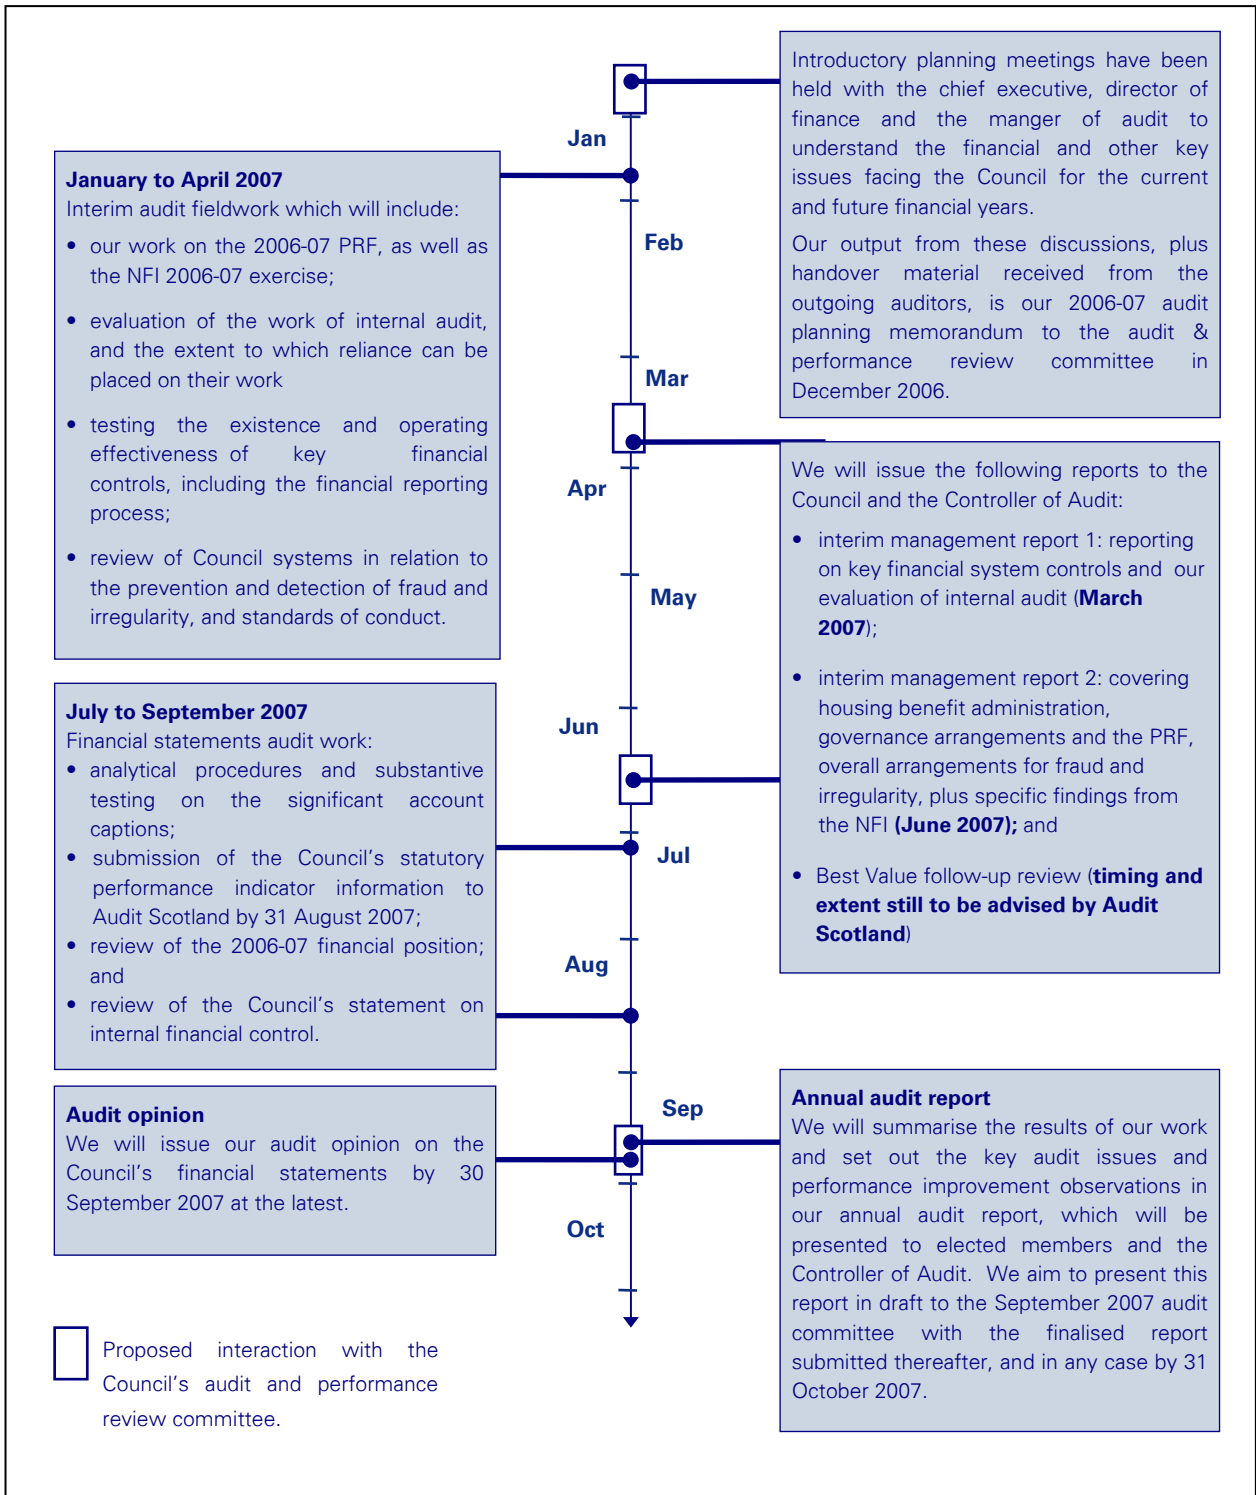 Introductory planning meetings have been
held with the chief executive, director of
finance and the manger of audit to
understand the financial and other key
issues facing the Council for the current
and future financial years.
Our output from these discussions, plus
handover material received from the
outgoing auditors, is our 2006-07 audit
planning memorandum to the audit &
performance review committee in
December 2006.
Jan
January to April 2007
Interim audit fieldwork which will include:
• our work on the 2006-07 PRF, as well as
the NFI 2006-07 exercise;
• evaluation of the work of internal audit,
and the extent to which reliance can be
placed on their work
• testing the existence and operating
effectiveness of key financial
controls, including the financial reporting
process;
• review of Council systems in relation to
the prevention and detection of fraud and
irregularity, and standards of conduct.
Feb
Mar
Apr
We will issue the following reports to the
Council and the Controller of Audit:
• interim management report 1: reporting
on key financial system controls and our
evaluation of internal audit (March
2007);
• interim management report 2: covering
housing benefit administration,
governance arrangements and the PRF,
overall arrangements for fraud and
irregularity, plus specific findings from
the NFI (June 2007); and
• Best Value follow-up review (timing and
extent still to be advised by Audit
Scotland)
May
Jun
July to September 2007
Financial statements audit work:
• analytical procedures and substantive
testing on the significant account
captions;
• submission of the Council's statutory
performance indicator information to
Audit Scotland by 31 August 2007;
• review of the 2006-07 financial position;
and
• review of the Council's statement on
internal financial control.
Jul
Aug
Sep
Audit opinion
We will issue our audit opinion on the
Council's financial statements by 30
September 2007 at the latest.
Annual audit report
We will summarise the results of our work
and set out the key audit issues and
performance improvement observations in
our annual audit report, which will be
presented to elected members and the
Controller of Audit. We aim to present this
report in draft to the September 2007 audit
committee with the finalised report
submitted thereafter, and in any case by 31
October 2007.
Oct
Proposed interaction with the
Council's audit and performance
review committee.